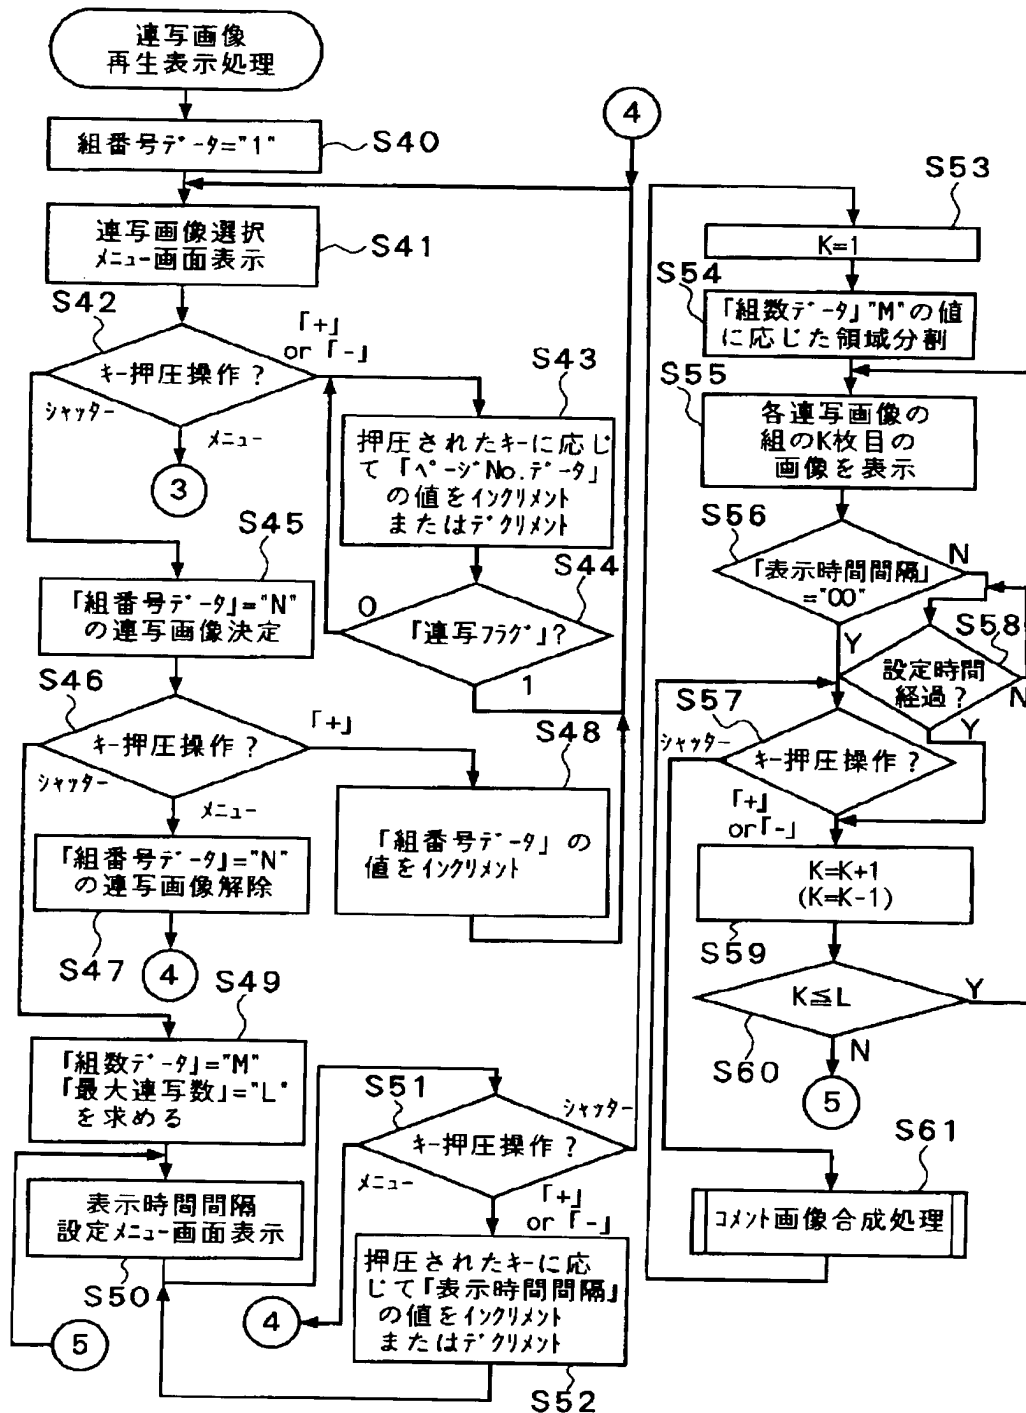 連写画像
再生表示処理
組番号データ="1"
S40
連写画像選択
メニュー画面表示
S41
S42
キー押圧操作?
「+」
or「-」
シャッター
メニュー
3
4
S43
押圧されたキーに応じ
て「ページNo.データ」
の値をインクリメント
またはデクリメント
S44
「連写フラグ」?
0
1
S45
「組番号データ」="N"
の連写画像決定
S46
キー押圧操作?
「+」
シャッター
メニュー
「組番号データ」="N"
の連写画像解除
S47
4
S48
「組番号データ」の
値をインクリメント
S49
「組数データ」="M"
「最大連写数」="L"
を求める
表示時間間隔
設定メニュー画面表示
S50
5
S51
キー押圧操作?
シャッター
メニュー
「+」
or「-」
4
押圧されたキーに応
じて「表示時間間隔」
の値をインクリメント
またはデクリメント
S52
S53
K=1
S54
「組数データ」"M"の値
に応じた領域分割
S55
各連写画像の
組のK枚目の
画像を表示
S56
「表示時間間隔」
="∞"
N
Y
S58
設定時間
経過?
N
Y
S57
キー押圧操作?
シャッター
「+」
or「-」
K=K+1
(K=K-1)
S59
K≦L
Y
N
S60
5
S61
コメント画像合成処理